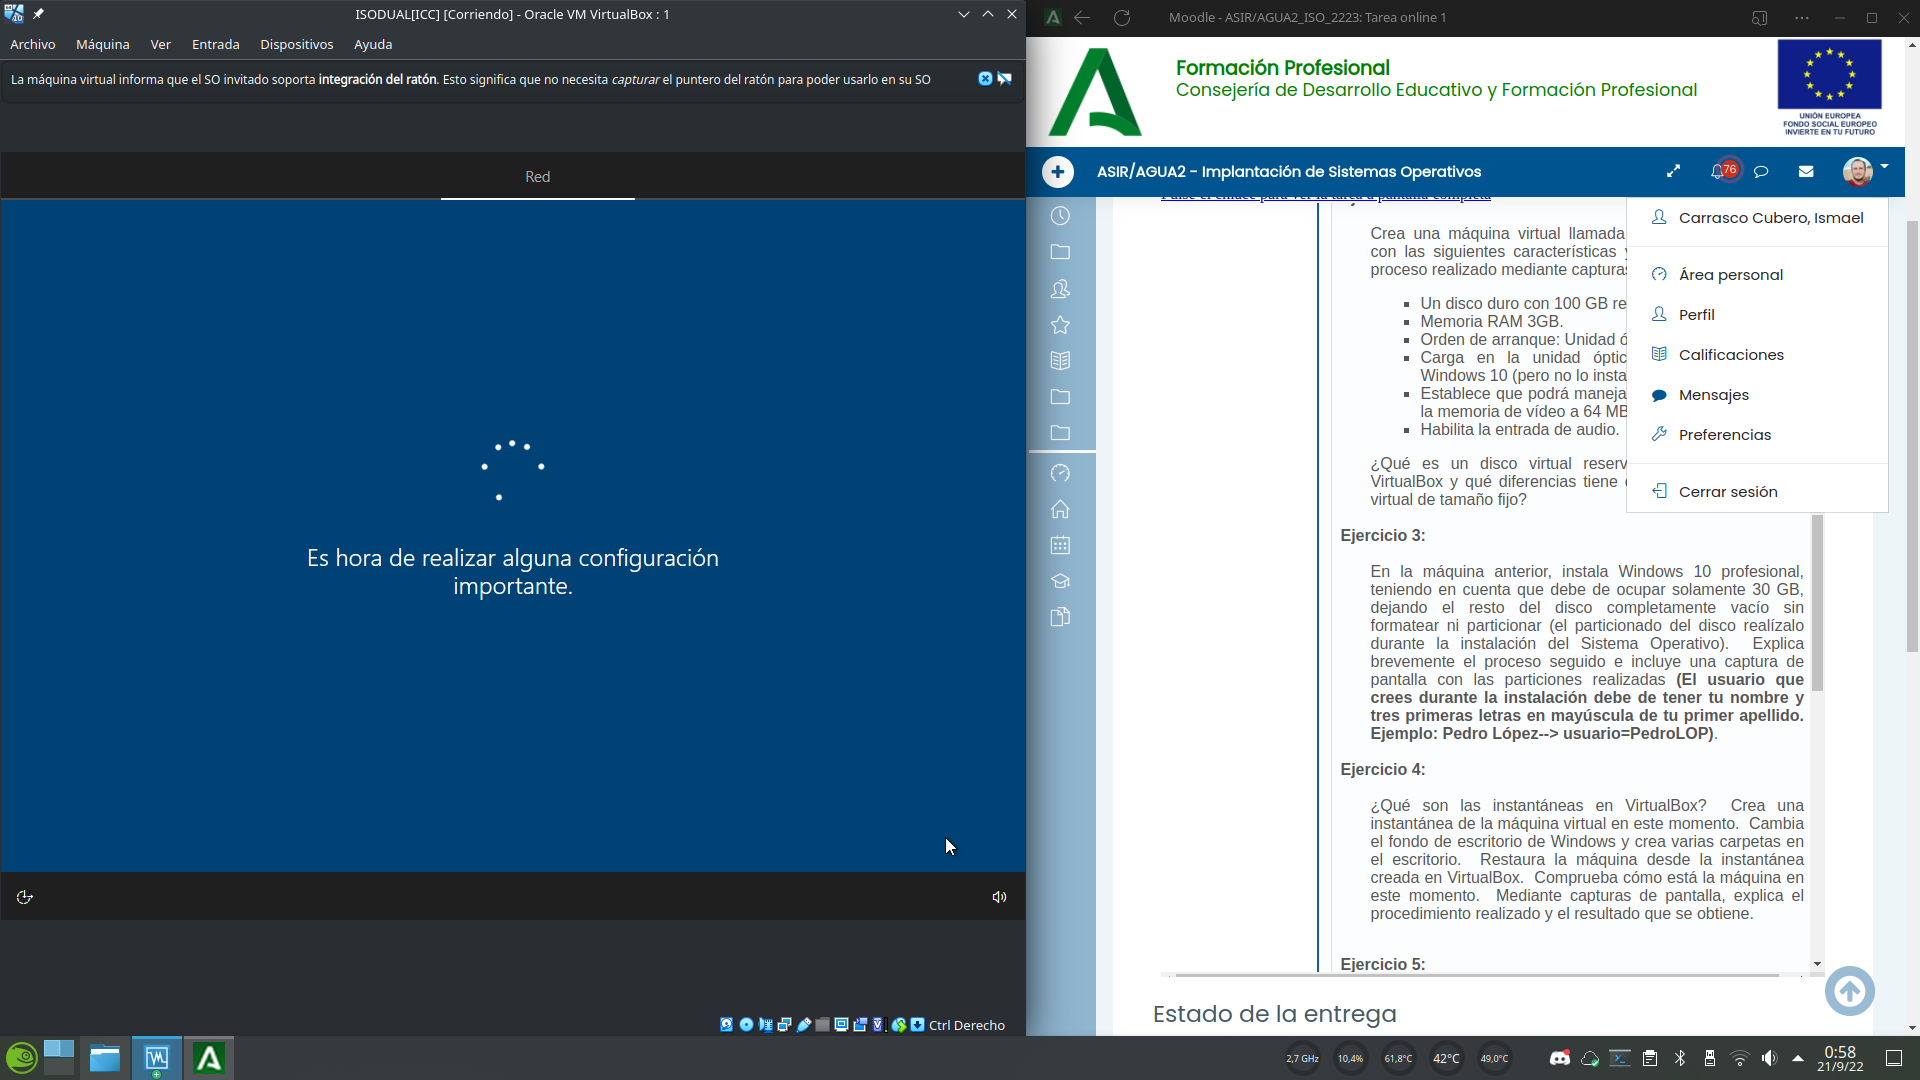 ISODUAL[ICC] [Corriendo] - Oracle VM VirtualBox : 1
Archivo Máquina Ver Entrada Dispositivos Ayuda
La máquina virtual informa que el SO invitado soporta integración del ratón. Esto significa que no necesita capturar el puntero del ratón para poder usarlo en su SO
Red
Es hora de realizar alguna configuración
importante.
Ctrl Derecho
Moodle - ASIR/AGUA2_ISO_2223: Tarea online 1
Formación Profesional
Consejería de Desarrollo Educativo y Formación Profesional
UNIÓN EUROPEA
FONDO SOCIAL EUROPEO
INVIERTE EN TU FUTURO
ASIR/AGUA2 - Implantación de Sistemas Operativos
76
Pulse el enlace para ver la tarea a pantalla completa
Crea una máquina virtual llamada
con las siguientes características
proceso realizado mediante capturas
Un disco duro con 100 GB re
Memoria RAM 3GB.
Orden de arranque: Unidad ó
Carga en la unidad óptic
Windows 10 (pero no lo insta
Establece que podrá maneja
la memoria de vídeo a 64 MB
Habilita la entrada de audio.
¿Qué es un disco virtual reserv
VirtualBox y qué diferencias tiene
virtual de tamaño fijo?
Carrasco Cubero, Ismael
Área personal
Perfil
Calificaciones
Mensajes
Preferencias
Cerrar sesión
Ejercicio 3:
En la máquina anterior, instala Windows 10 profesional,
teniendo en cuenta que debe de ocupar solamente 30 GB,
dejando el resto del disco completamente vacío sin
formatear ni particionar (el particionado del disco realízalo
durante la instalación del Sistema Operativo). Explica
brevemente el proceso seguido e incluye una captura de
pantalla con las particiones realizadas (El usuario que
crees durante la instalación debe de tener tu nombre y
tres primeras letras en mayúscula de tu primer apellido.
Ejemplo: Pedro López--> usuario=PedroLOP).
Ejercicio 4:
¿Qué son las instantáneas en VirtualBox? Crea una
instantánea de la máquina virtual en este momento. Cambia
el fondo de escritorio de Windows y crea varias carpetas en
el escritorio. Restaura la máquina desde la instantánea
creada en VirtualBox. Comprueba cómo está la máquina en
este momento. Mediante capturas de pantalla, explica el
procedimiento realizado y el resultado que se obtiene.
Ejercicio 5:
Estado de la entrega
2,7 GHz 10,4% 61,8°C 42°C 49,0°C
0:58
21/9/22